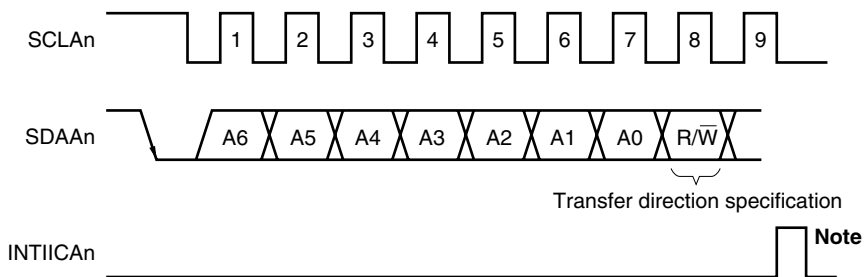 SCLAn 1 2 3 4 5 6 7 8 9
SDAAn A6 A5 A4 A3 A2 A1 A0 R/W̅
Transfer direction specification
INTIICAn Note